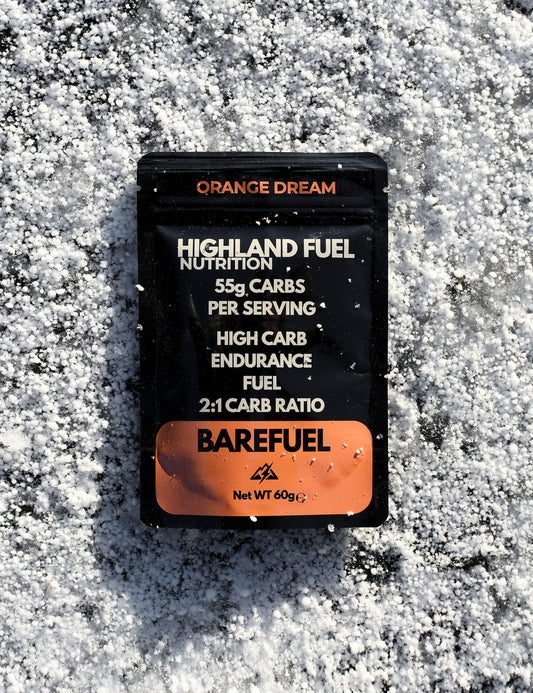 ORANGE DREAM
HIGHLAND FUEL
NUTRITION
55g CARBS
PER SERVING
HIGH CARB
ENDURANCE
FUEL
2:1 CARB RATIO
BAREFUEL
Net WT 60g℮